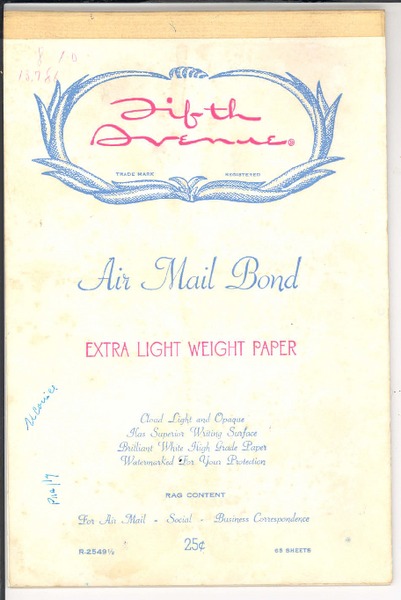 Fifth
Avenue®
TRADE MARK REGISTERED
Air Mail Bond
EXTRA LIGHT WEIGHT PAPER
Cloud Light and Opaque
Has Superior Writing Surface
Brilliant White High Grade Paper
Watermarked For Your Protection
RAG CONTENT
For Air Mail - Social - Business Correspondence
R-2549½ 25¢ 68 SHEETS